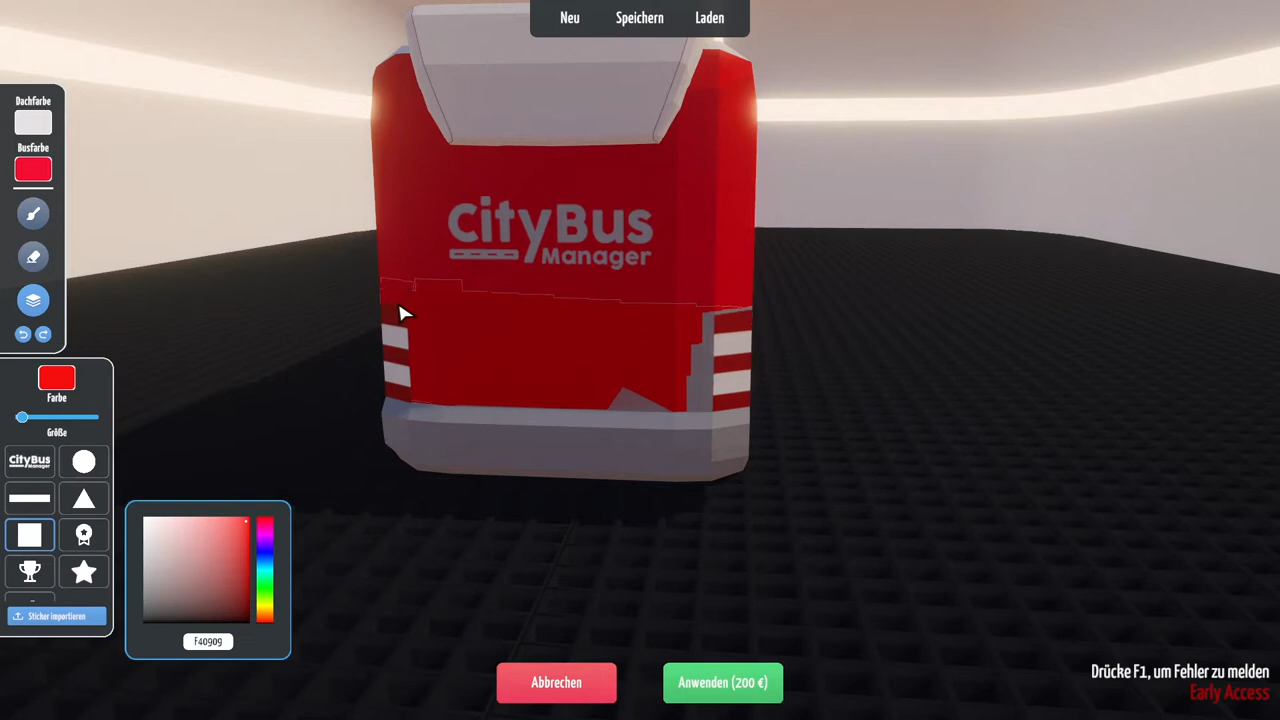 Neu Speichern Laden
Dachfarbe
Busfarbe
CityBus
Manager
Farbe
Größe
CityBus
Manager
Sticker importieren
F40909
Abbrechen
Anwenden (200 €)
Drücke F1, um Fehler zu melden
Early Access